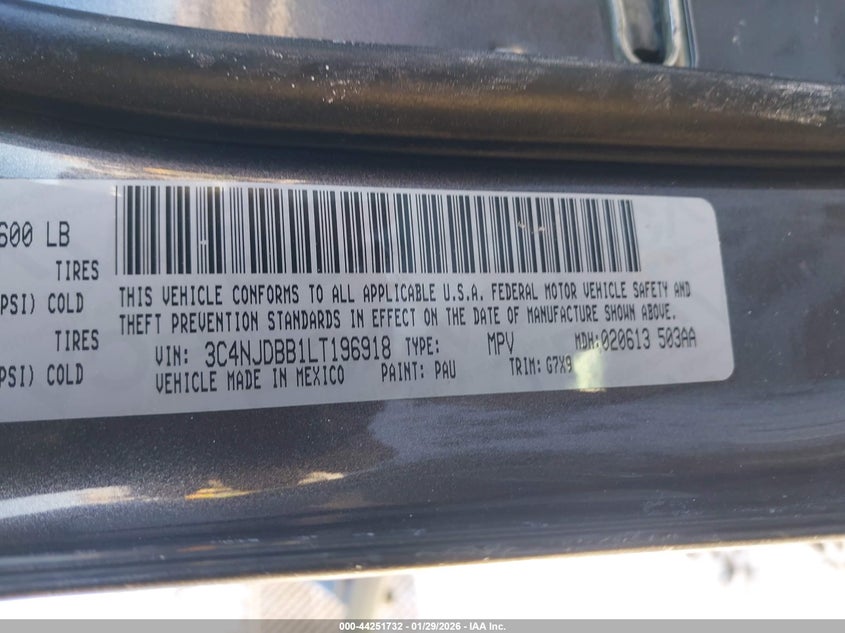 600 LB
TIRES
PSI) COLD
TIRES
PSI) COLD
THIS VEHICLE CONFORMS TO ALL APPLICABLE U.S.A. FEDERAL MOTOR VEHICLE SAFETY AND
THEFT PREVENTION STANDARDS IN EFFECT ON THE DATE OF MANUFACTURE SHOWN ABOVE.
VIN: 3C4NJDBB1LT196918 TYPE: MPV MDH:020613 503AA
VEHICLE MADE IN MEXICO PAINT: PAU TRIM: G7X9
000-44251732 - 01/29/2026 - IAA Inc.